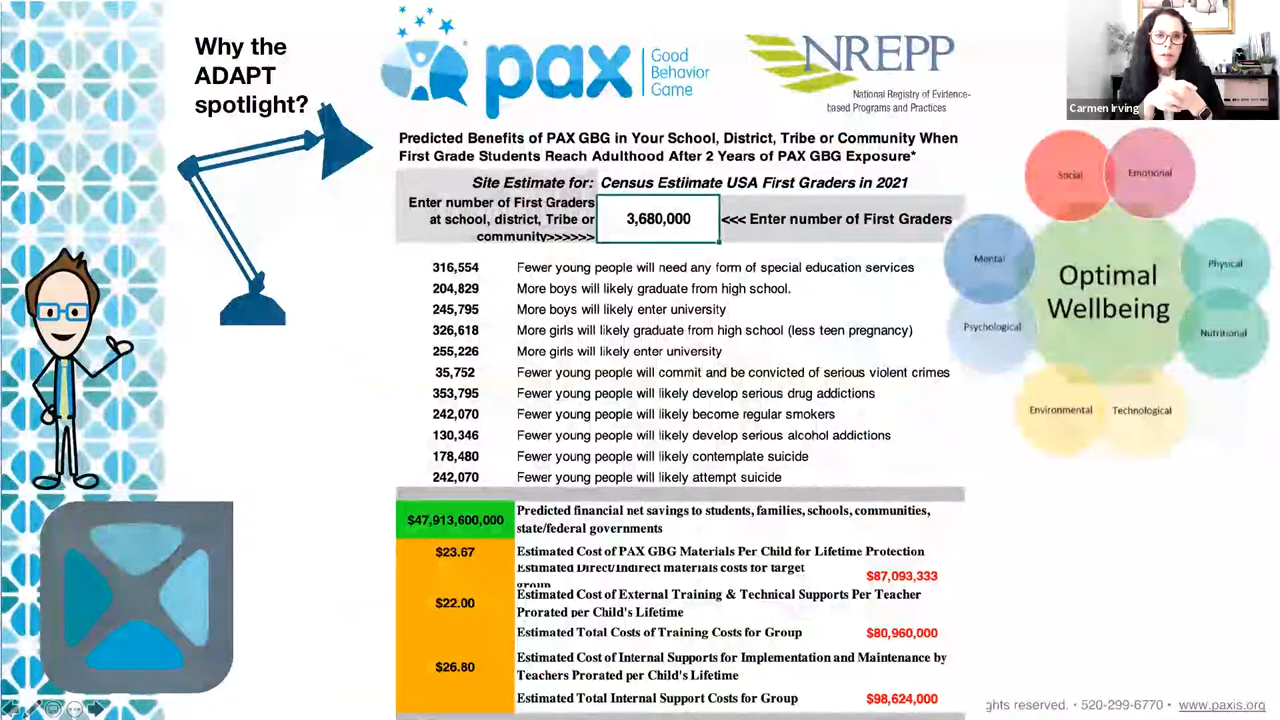 Why the
ADAPT
spotlight?
pax
Good
Behavior
Game
NREPP
National Registry of Evidence-
based Programs and Practices
Carmen Irving
Predicted Benefits of PAX GBG in Your School, District, Tribe or Community When
First Grade Students Reach Adulthood After 2 Years of PAX GBG Exposure*
Site Estimate for: Census Estiimate USA First Graders in 2021
Enter number of First Graders
at school, district, Tribe or
community>>>>>>
3,680,000
<<< Enter number of First Graders
316,554 Fewer young people will need any form of special education services
204,829 More boys will likely graduate from high school.
245,795 More boys will likely enter university
326,618 More girls will likely graduate from high school (less teen pregnancy)
255,226 More girls will likely enter university
35,752 Fewer young people will commit and be convicted of serious violent crimes
353,795 Fewer young people will likely develop serious drug addictions
242,070 Fewer young people will likely become regular smokers
130,346 Fewer young people will likely develop serious alcohol addictions
178,480 Fewer young people will likely contemplate suicide
242,070 Fewer young people will likely attempt suicide
$47,913,600,000 Predicted financial net savings to students, families, schools, communities,
state/federal governments
$23.67 Estimated Cost of PAX GBG Materials Per Child for Lifetime Protection
Estimated Direct/Indirect materials costs for target
group
$87,093,333
$22.00 Estimated Cost of External Training & Technical Supports Per Teacher
Prorated per Child's Lifetime
Estimated Total Costs of Training Costs for Group $80,960,000
$26.80 Estimated Cost of Internal Supports for Implementation and Maintenance by
Teachers Prorated per Child's Lifetime
Estimated Total Internal Support Costs for Group $98,624,000
Social
Emotional
Mental
Physical
Optimal
Wellbeing
Psychological
Nutritional
Environmental
Technological
ghts reserved. • 520-299-6770 • www.paxis.org